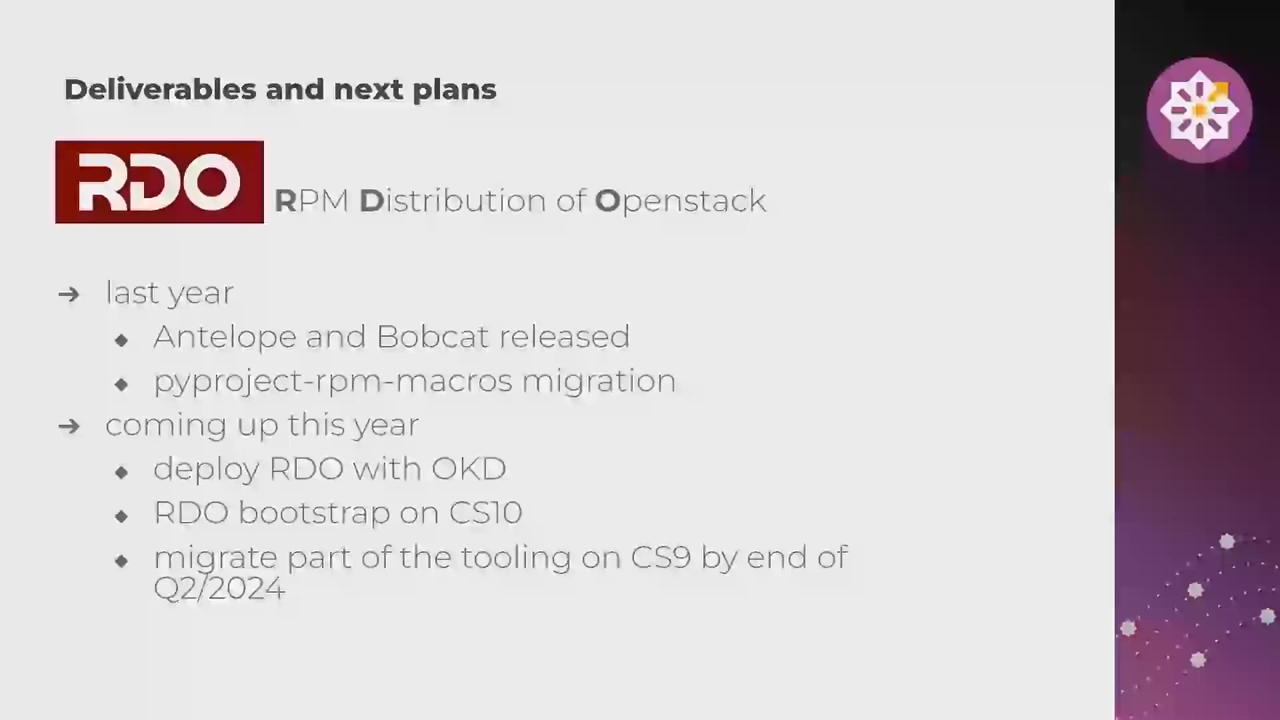 Deliverables and next plans
RDO
RPM Distribution of Openstack
➔ last year
◆ Antelope and Bobcat released
◆ pyproject-rpm-macros migration
➔ coming up this year
◆ deploy RDO with OKD
◆ RDO bootstrap on CS10
◆ migrate part of the tooling on CS9 by end of
Q2/2024